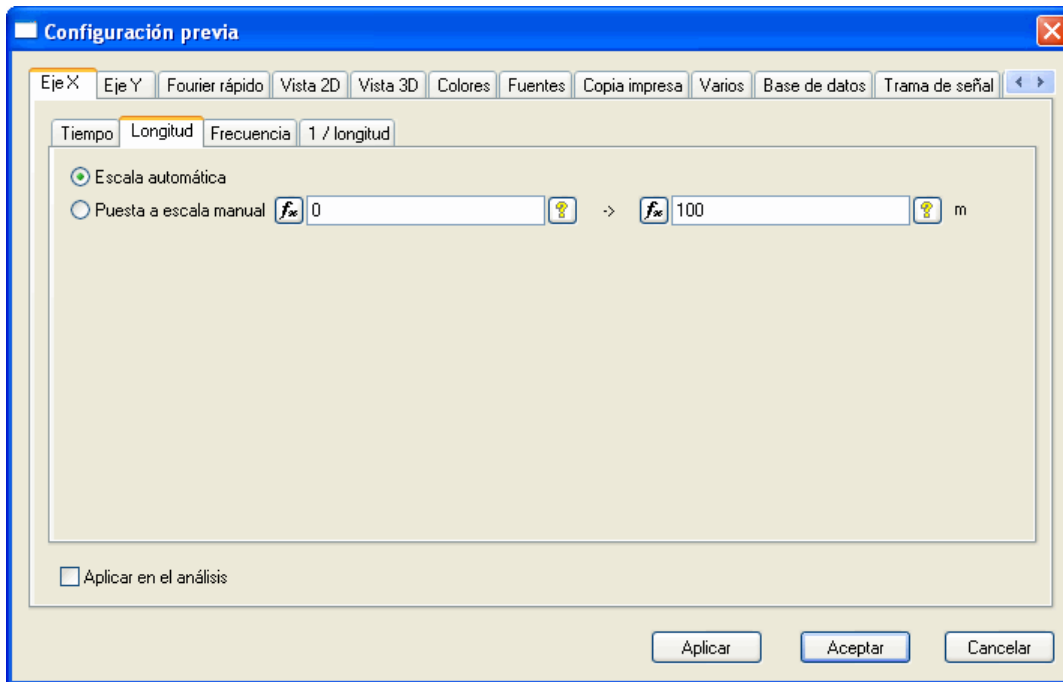 Configuración previa
Eje X Eje Y Fourier rápido Vista 2D Vista 3D Colores Fuentes Copia impresa Varios Base de datos Trama de señal
Tiempo Longitud Frecuencia 1 / longitud
Escala automática
Puesta a escala manual fx 0 ? -> fx 100 ? m
Aplicar en el análisis
Aplicar Aceptar Cancelar